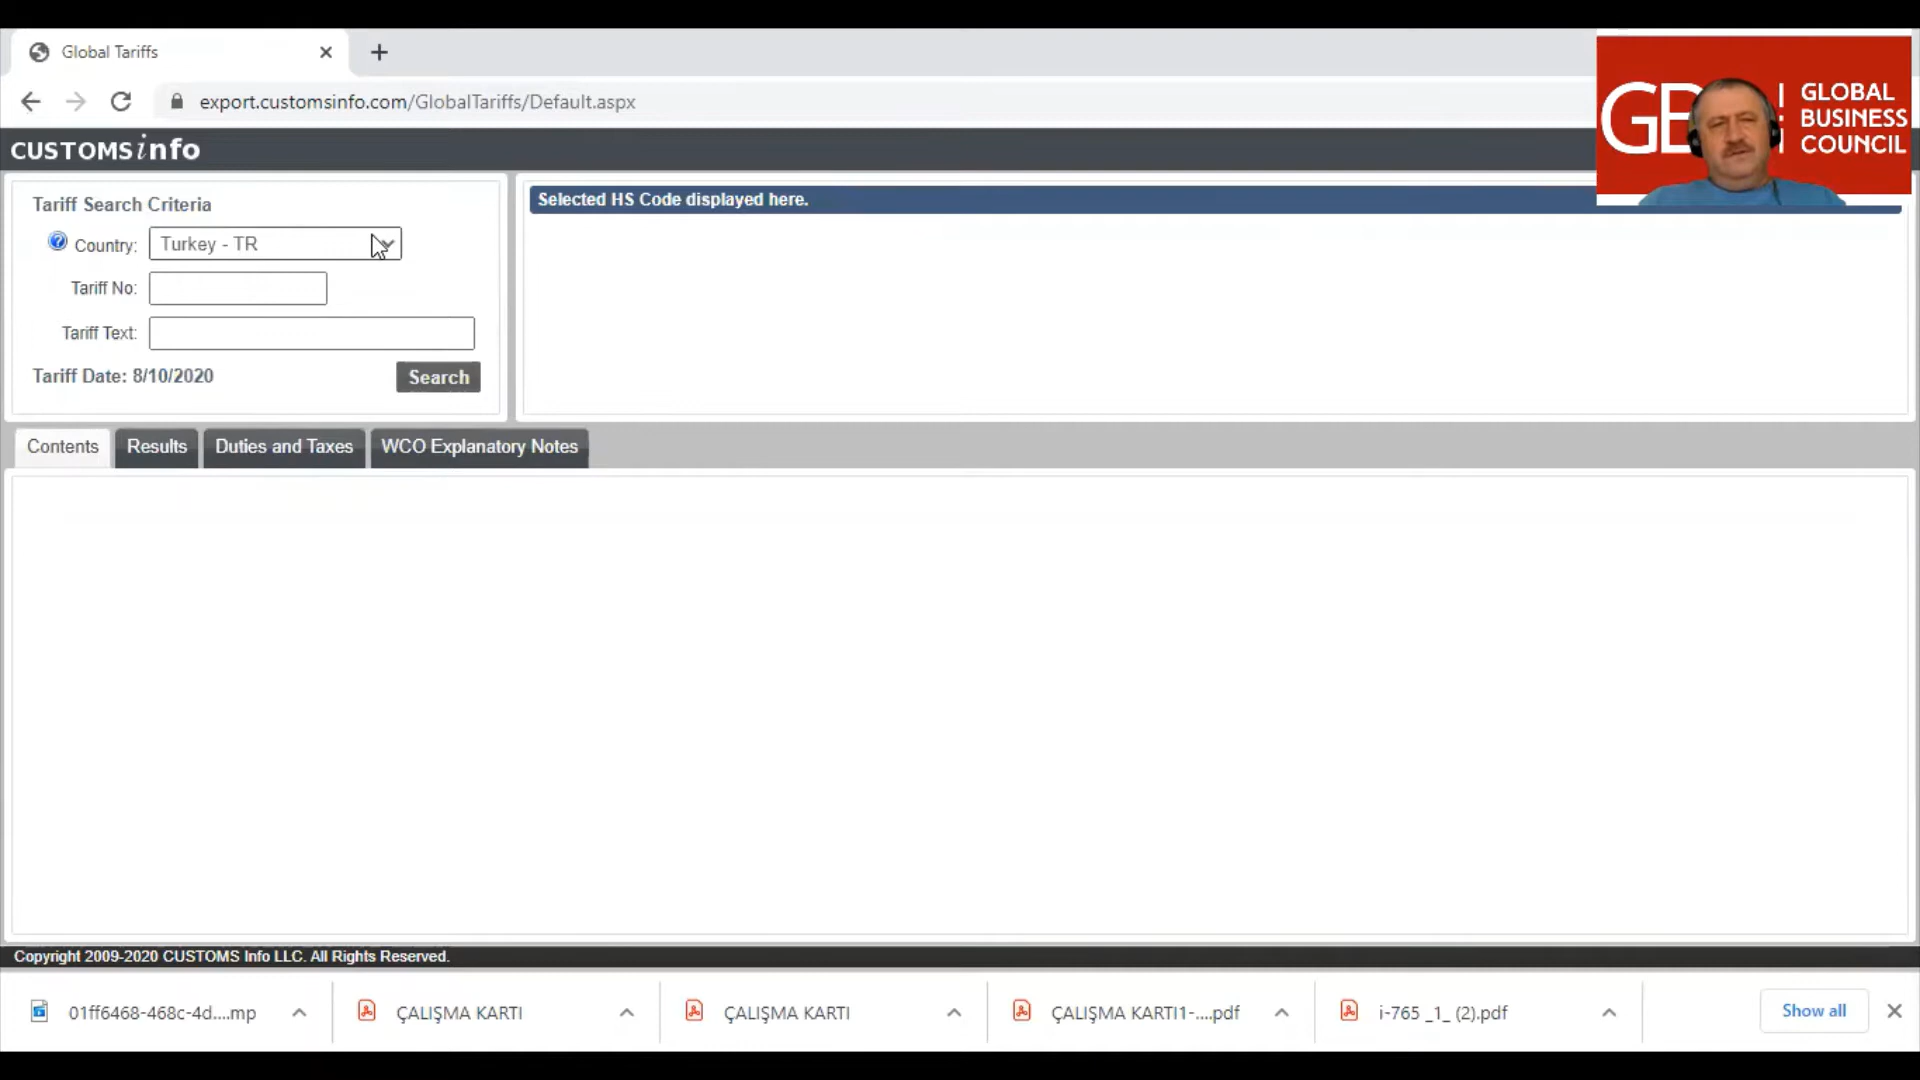 Global Tariffs
export.customsinfo.com/GlobalTariffs/Default.aspx
GLOBAL
BUSINESS
COUNCIL
CUSTOMSinfo
Tariff Search Criteria
Country: Turkey - TR
Tariff No:
Tariff Text:
Tariff Date: 8/10/2020
Search
Selected HS Code displayed here.
Contents
Results
Duties and Taxes
WCO Explanatory Notes
Copyright 2009-2020 CUSTOMS Info LLC. All Rights Reserved.
01ff6468-468c-4d....mp
ÇALIŞMA KARTI
ÇALIŞMA KARTI
ÇALIŞMA KARTI1-....pdf
i-765 _1_ (2).pdf
Show all